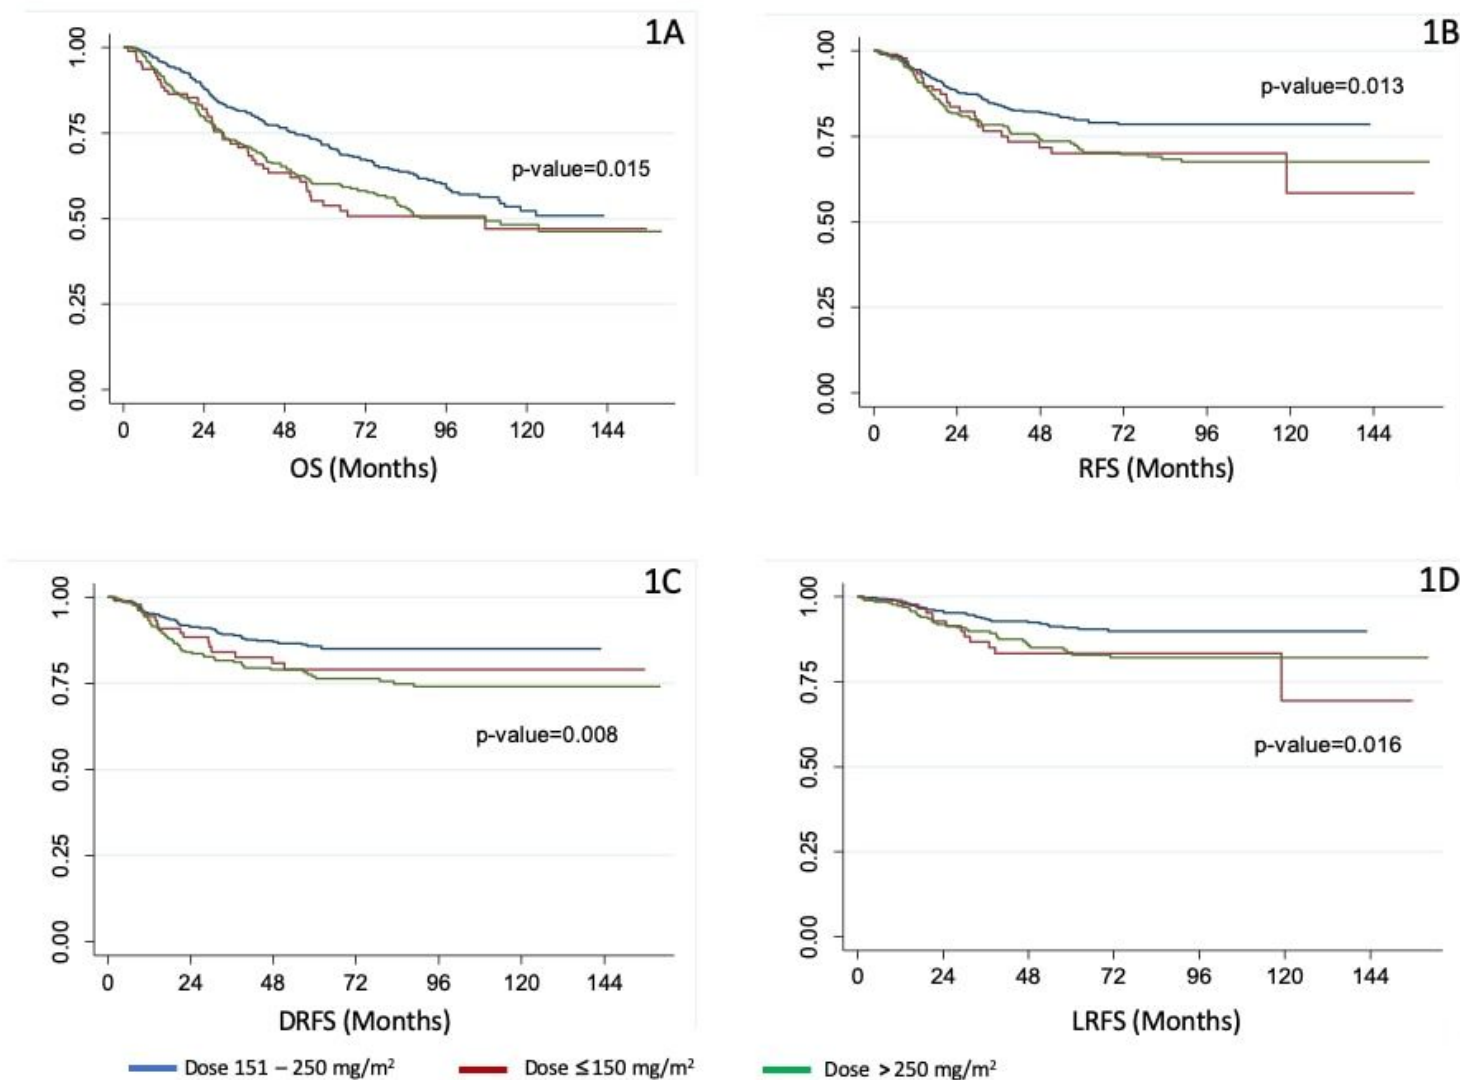 1A
1.00
0.75
0.50
0.25
0.00
p-value=0.015
0 24 48 72 96 120 144
OS (Months)
1B
1.00
0.75
0.50
0.25
0.00
p-value=0.013
0 24 48 72 96 120 144
RFS (Months)
1C
1.00
0.75
0.50
0.25
0.00
p-value=0.008
0 24 48 72 96 120 144
DRFS (Months)
1D
1.00
0.75
0.50
0.25
0.00
p-value=0.016
0 24 48 72 96 120 144
LRFS (Months)
Dose 151 – 250 mg/m² Dose ≤150 mg/m² Dose >250 mg/m²